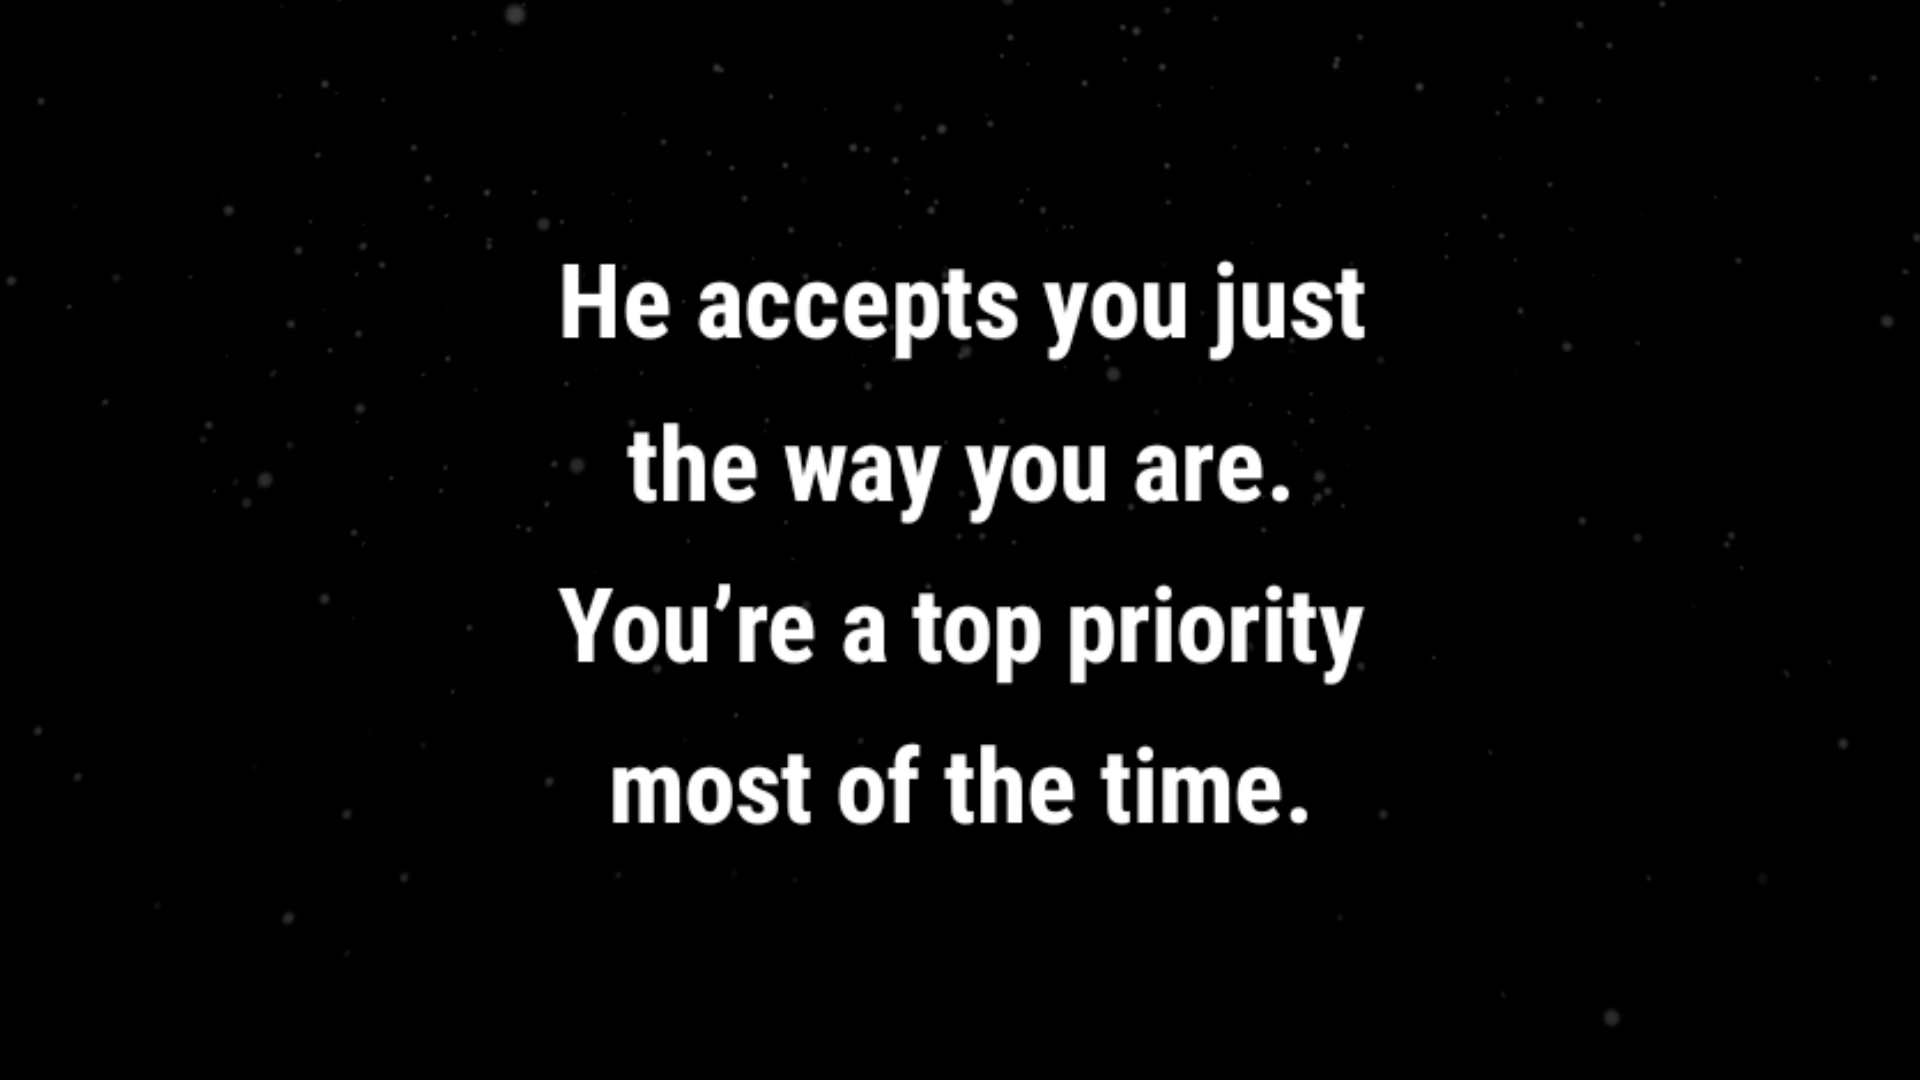 He accepts you just
the way you are.
You’re a top priority
most of the time.